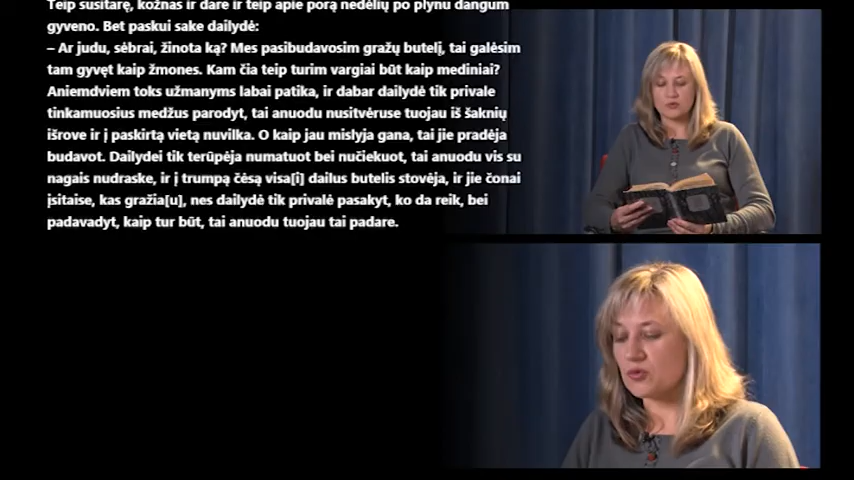 Teip susitarę, kožnas ir darė ir teip apie porą nedėlių po plynu dangum
gyveno. Bet paskui sake dailydė:
– Ar judu, sėbrai, žinota ką? Mes pasibudavosim gražų butelį, tai galėsim
tam gyvęt kaip žmones. Kam čia teip turim vargiai būt kaip mediniai?
Aniemdviem toks užmanyms labai patika, ir dabar dailydė tik privale
tinkamuosius medžus parodyt, tai anuodu nusitvėruse tuojau iš šaknių
išrove ir į paskirtą vietą nuvilka. O kaip jau mislyja gana, tai jie pradėja
budavot. Dailydei tik terūpėja numatuot bei nučiekuot, tai anuodu vis su
nagais nudraske, ir į trumpą čėsą visa[i] dailus butelis stovėja, ir jie čonai
įsitaise, kas gražia[u], nes dailydė tik privalė pasakyt, ko da reik, bei
padavadyt, kaip tur būt, tai anuodu tuojau tai padare.